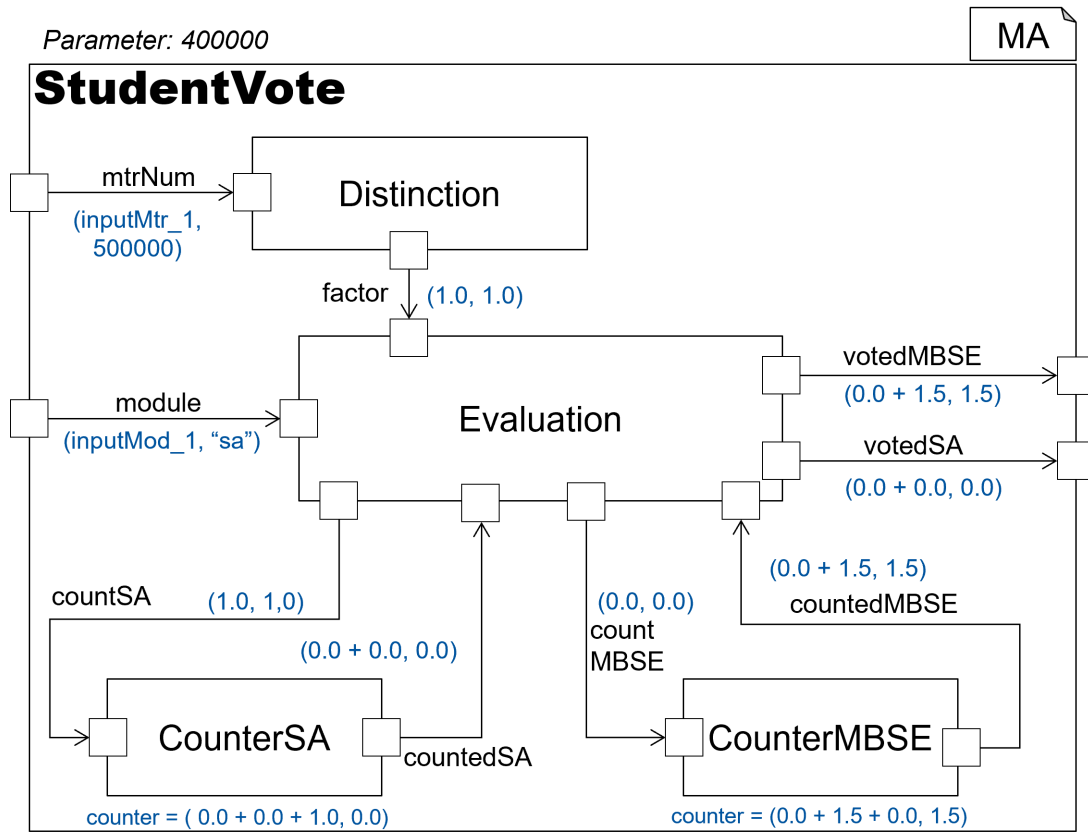 Parameter: 400000
MA
StudentVote
mtrNum
(inputMtr_1,
500000)
Distinction
factor
(1.0, 1.0)
module
(inputMod_1, “sa”)
Evaluation
votedMBSE
(0.0 + 1.5, 1.5)
votedSA
(0.0 + 0.0, 0.0)
countSA
(1.0, 1,0)
(0.0 + 0.0, 0.0)
(0.0, 0.0)
count
MBSE
(0.0 + 1.5, 1.5)
countedMBSE
CounterSA
countedSA
CounterMBSE
counter = ( 0.0 + 0.0 + 1.0, 0.0)
counter = (0.0 + 1.5 + 0.0, 1.5)